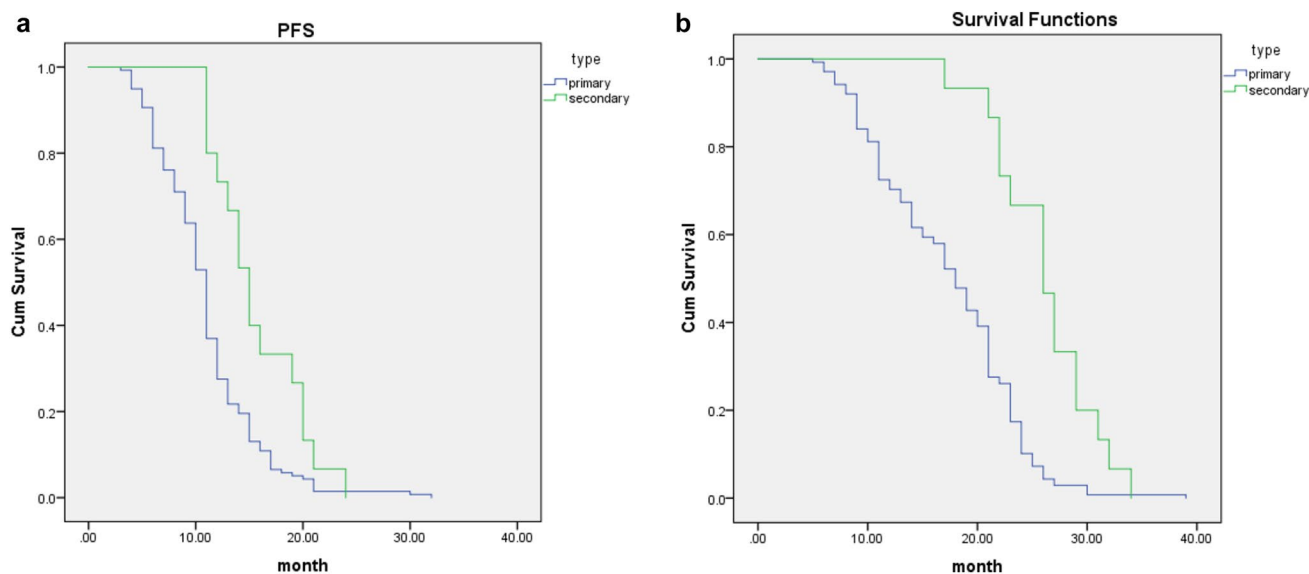 a
PFS
type
primary
secondary
Cum Survival
1.0
0.8
0.6
0.4
0.2
0.0
.00 10.00 20.00 30.00 40.00
month
b
Survival Functions
type
primary
secondary
Cum Survival
1.0
0.8
0.6
0.4
0.2
0.0
.00 10.00 20.00 30.00 40.00
month